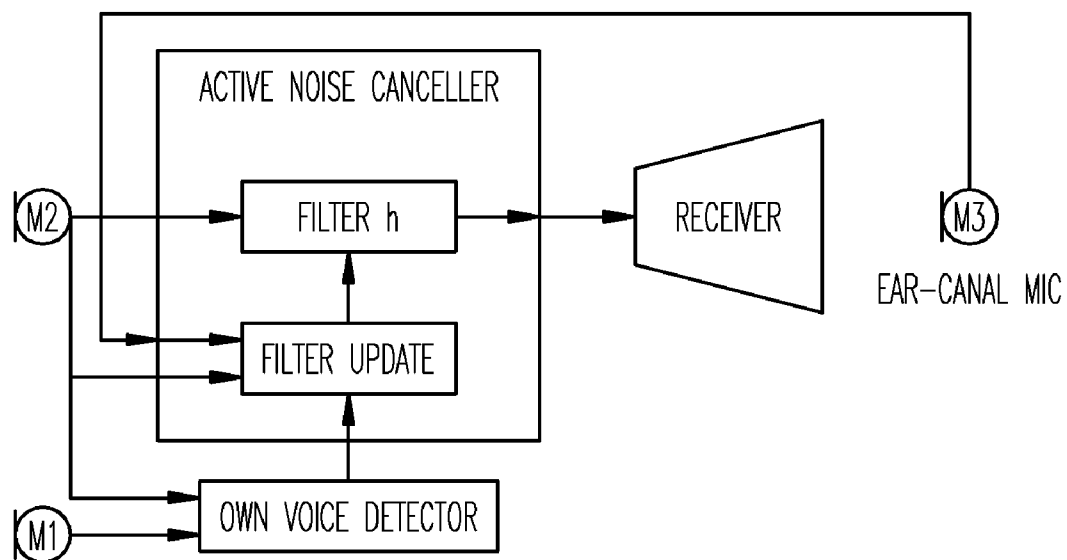 ACTIVE NOISE CANCELLER
M2
FILTER h
RECEIVER
M3
EAR-CANAL MIC
FILTER UPDATE
OWN VOICE DETECTOR
M1